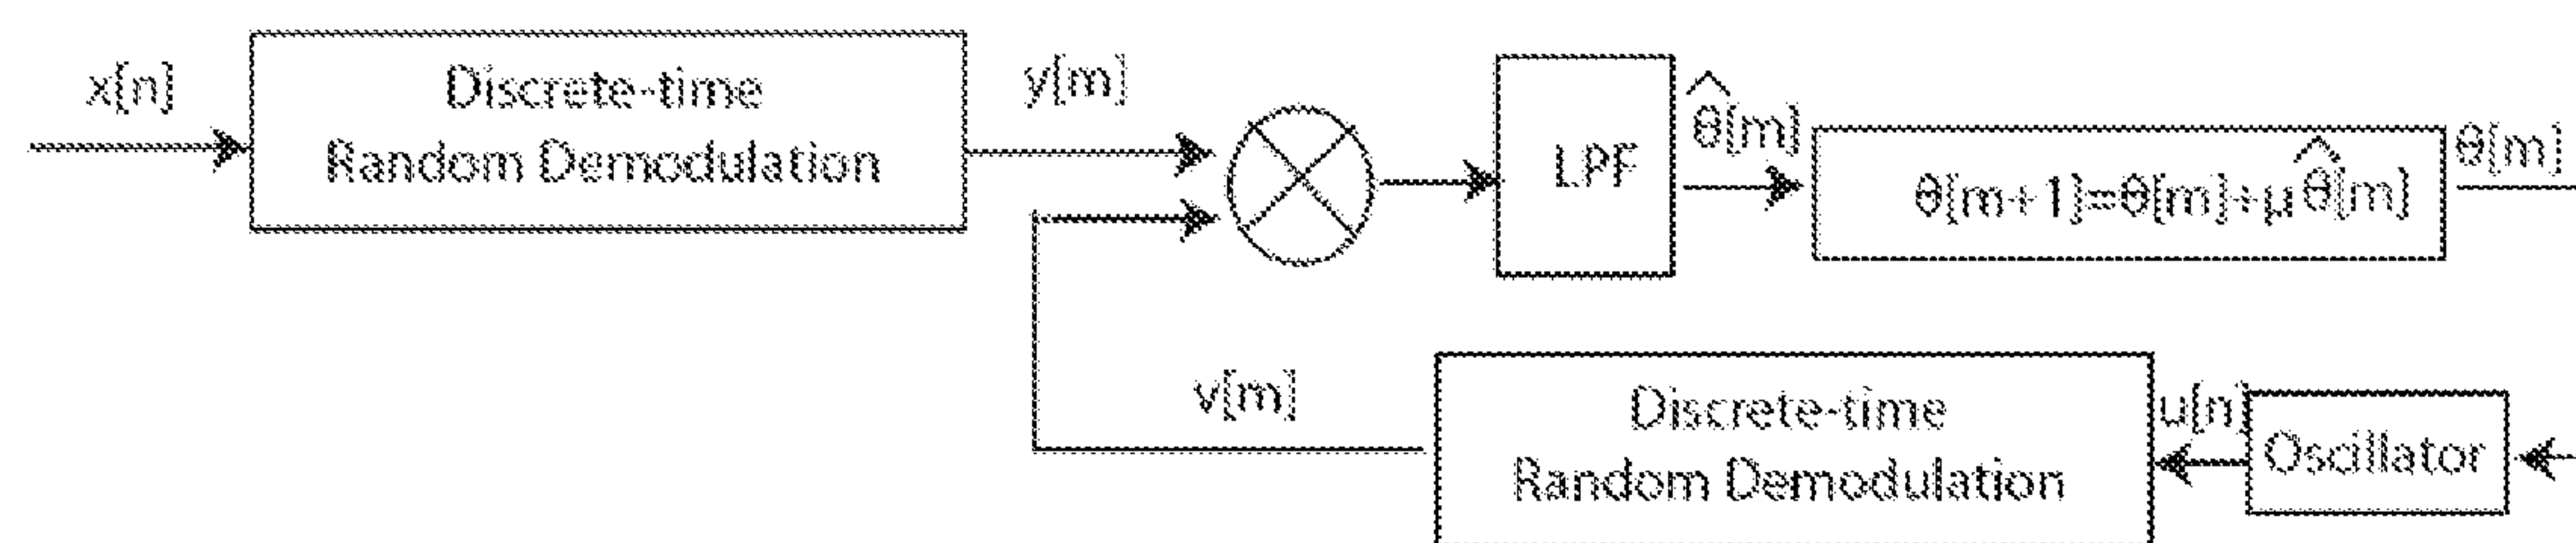 x[n]
Discrete-time
Random Demodulation
y[m]
LPF
θ̂[m]
θ[m+1]=θ[m]+μθ̂[m]
θ[m]
v[m]
Discrete-time
Random Demodulation
u[n]
Oscillator